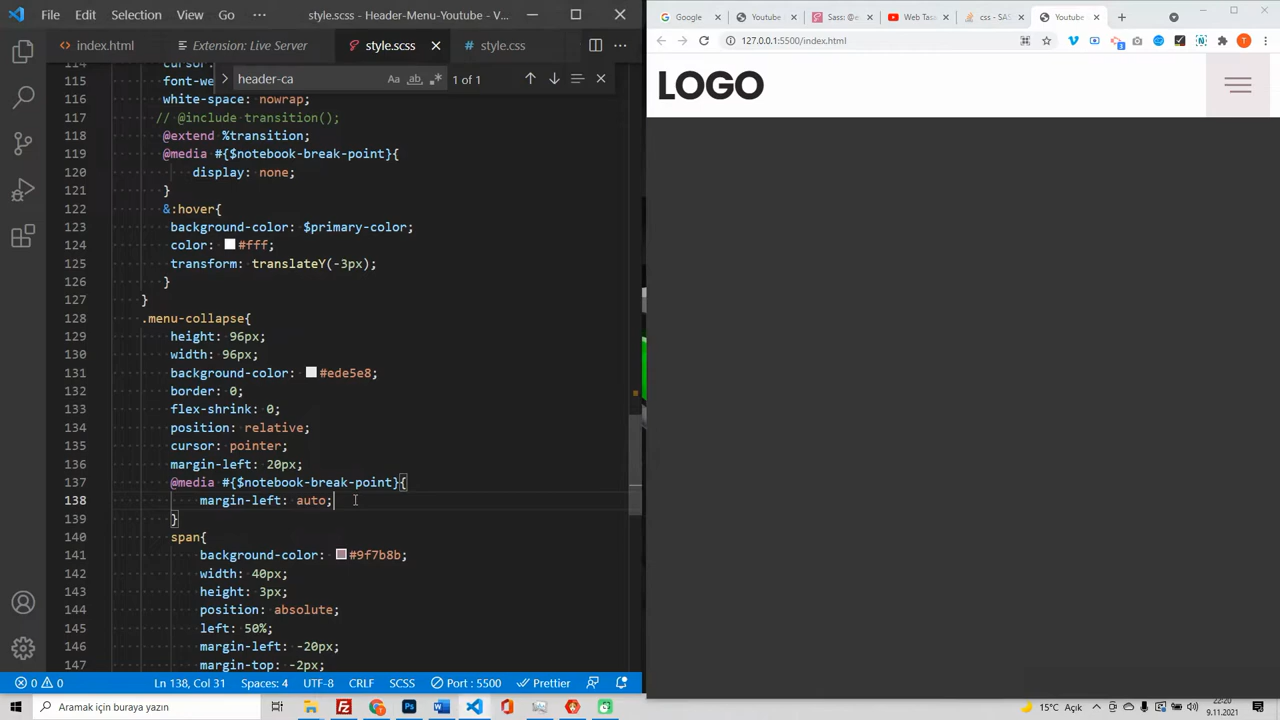 File Edit Selection View Go ··· style.scss - Header-Menu-Youtube - V...
index.html Extension: Live Server style.scss style.css
header-ca Aa ab 1 of 1
115 font-we
116 white-space: nowrap;
117 // @include transition();
118 @extend %transition;
119 @media #{$notebook-break-point}{
120 display: none;
121 }
122 &:hover{
123 background-color: $primary-color;
124 color: #fff;
125 transform: translateY(-3px);
126 }
127 }
128 .menu-collapse{
129 height: 96px;
130 width: 96px;
131 background-color: #ede5e8;
132 border: 0;
133 flex-shrink: 0;
134 position: relative;
135 cursor: pointer;
136 margin-left: 20px;
137 @media #{$notebook-break-point}{
138 margin-left: auto;
139 }
140 span{
141 background-color: #9f7b8b;
142 width: 40px;
143 height: 3px;
144 position: absolute;
145 left: 50%;
146 margin-left: -20px;
147 margin-top: -2px;
0 0 Ln 138, Col 31 Spaces: 4 UTF-8 CRLF SCSS Port : 5500 Prettier
Google Youtube Sass: @e Web Tasa css - SAS Youtube
127.0.0.1:5500/index.html
3 T
LOGO
Aramak için buraya yazın
15°C Açık
9.11.2021